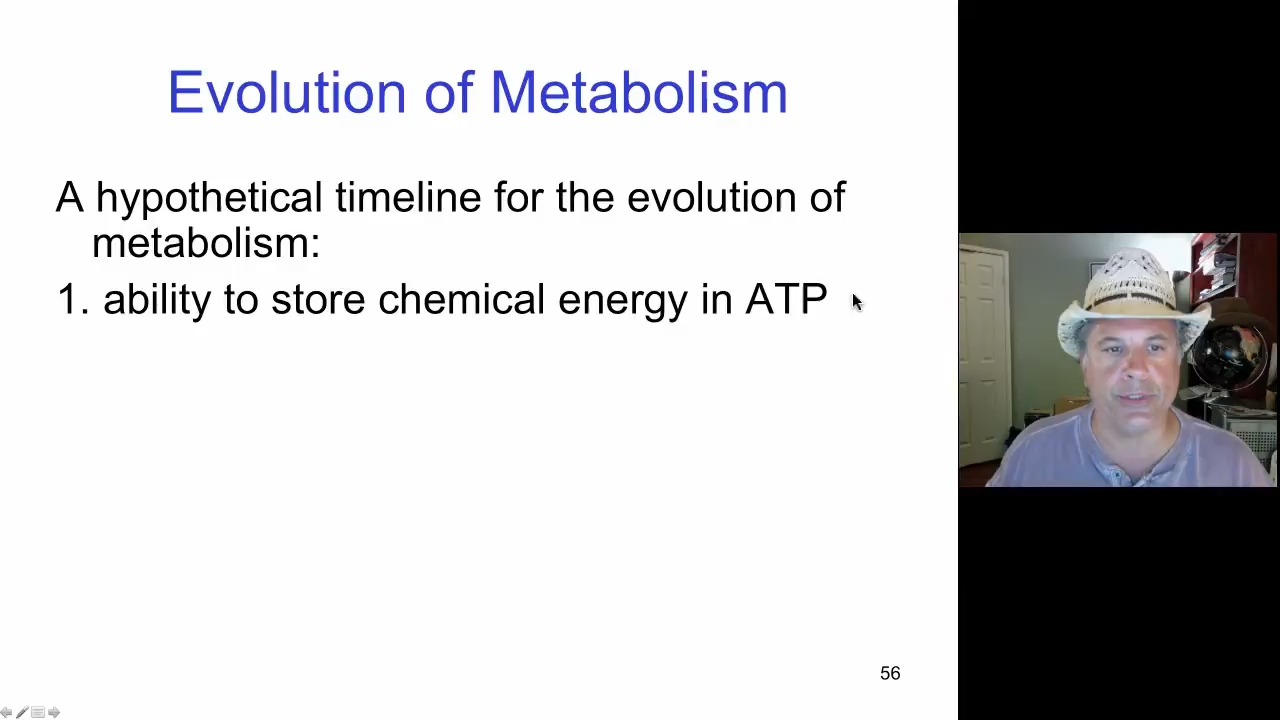 Evolution of Metabolism
A hypothetical timeline for the evolution of
metabolism:
1. ability to store chemical energy in ATP
56